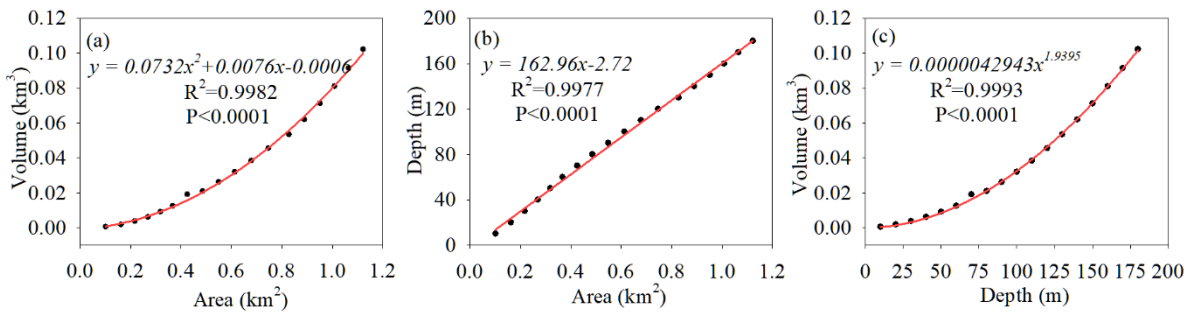 (a)
y = 0.0732x²+0.0076x-0.0006
R²=0.9982
P<0.0001
Volume (km³)
0.12
0.10
0.08
0.06
0.04
0.02
0.00
0.0 0.2 0.4 0.6 0.8 1.0 1.2
Area (km²)
(b)
y = 162.96x-2.72
R²=0.9977
P<0.0001
Depth (m)
200
160
120
80
40
0
0.0 0.2 0.4 0.6 0.8 1.0 1.2
Area (km²)
(c)
y = 0.0000042943x^1.9395
R²=0.9993
P<0.0001
Volume (km³)
0.12
0.10
0.08
0.06
0.04
0.02
0.00
0 25 50 75 100 125 150 175 200
Depth (m)